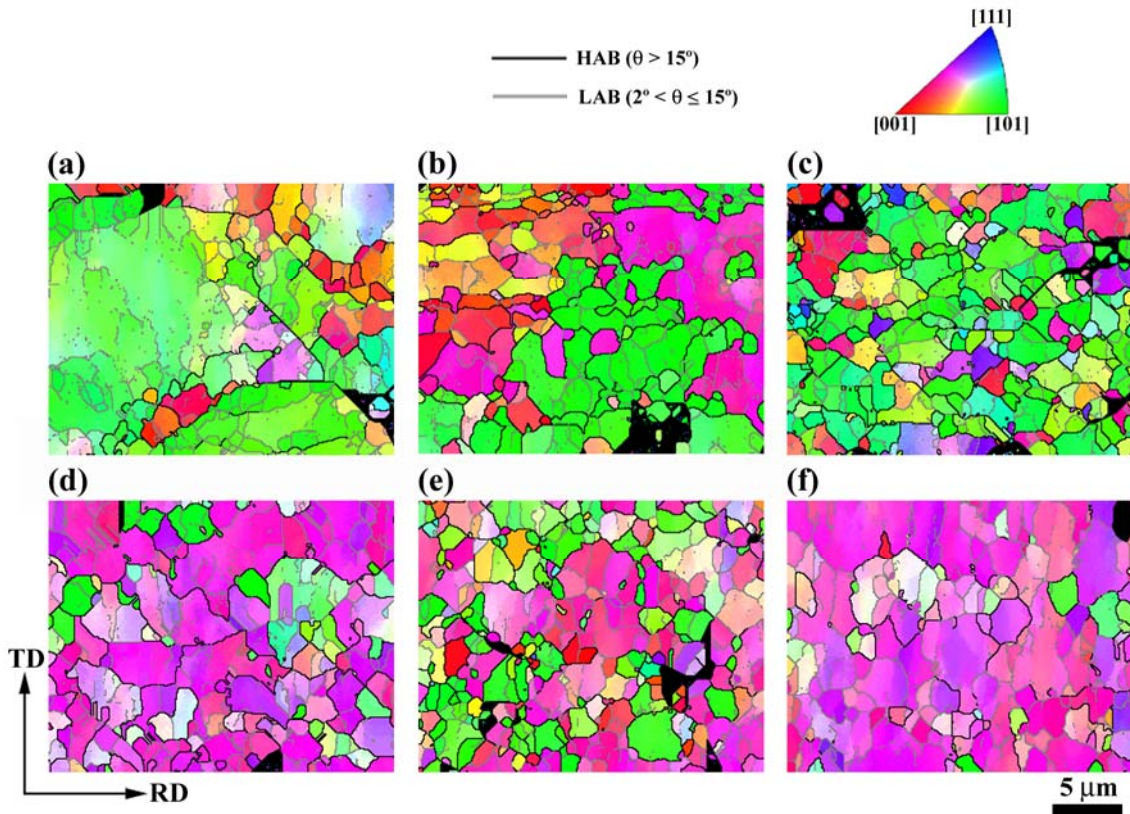 [111]
HAB (θ > 15º)
LAB (2º < θ ≤ 15º)
[001]
[101]
(a)
(b)
(c)
(d)
(e)
(f)
TD
RD
5 μm